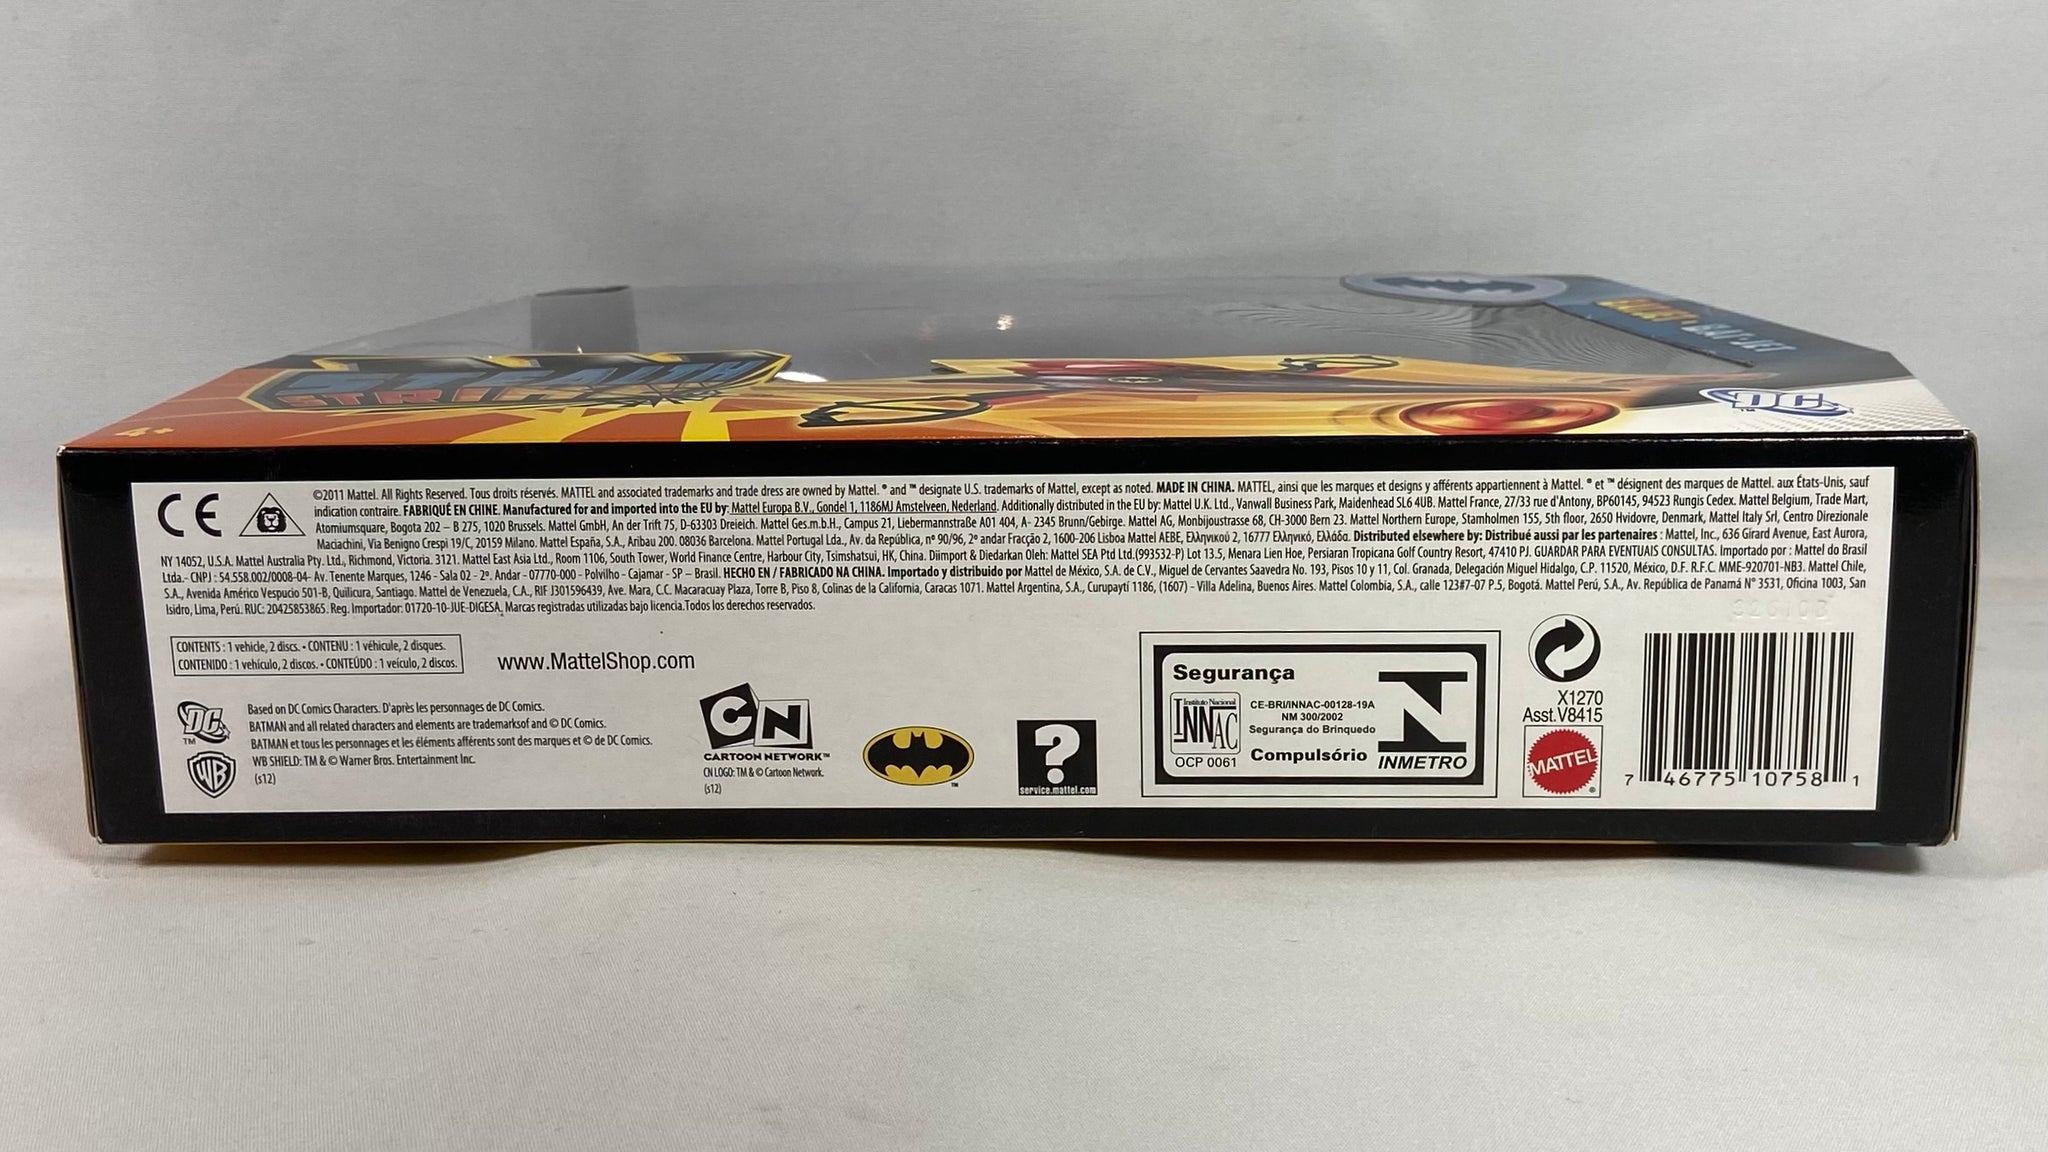 STEALTH
STRIKE
BAT-JET
DC
4+
CE
©2011 Mattel. All Rights Reserved. Tous droits réservés. MATTEL and associated trademarks and trade dress are owned by Mattel. ® and ™ designate U.S. trademarks of Mattel, except as noted. MADE IN CHINA. MATTEL, ainsi que les marques et designs y afférents appartiennent à Mattel. ® et ™ désignent des marques de Mattel. aux États-Unis, sauf
indication contraire. FABRIQUÉ EN CHINE. Manufactured for and imported into the EU by: Mattel Europa B.V., Gondel 1, 1186MJ Amstelveen, Nederland. Additionally distributed in the EU by: Mattel U.K. Ltd., Vanwall Business Park, Maidenhead SL6 4UB. Mattel France, 27/33 rue d'Antony, BP60145, 94523 Rungis Cedex. Mattel Belgium, Trade Mart,
Atomiumsquare, Bogota 202 – B 275, 1020 Brussels. Mattel GmbH, An der Trift 75, D-63303 Dreieich. Mattel Ges.m.b.H., Campus 21, Liebermannstraße A01 404, A- 2345 Brunn/Gebirge. Mattel AG, Monbijoustrasse 68, CH-3000 Bern 23. Mattel Northern Europe, Stamholmen 155, 5th floor, 2650 Hvidovre, Denmark, Mattel Italy Srl, Centro Direzionale
Maciachini, Via Benigno Crespi 19/C, 20159 Milano. Mattel España, S.A., Aribau 200. 08036 Barcelona. Mattel Portugal Lda., Av. da República, nº 90/96, 2º andar Fracção 2, 1600-206 Lisboa Mattel AEBE, Ελληνικού 2, 16777 Ελληνικό, Ελλάδα. Distributed elsewhere by: Distribué aussi par les partenaires : Mattel, Inc., 636 Girard Avenue, East Aurora,
NY 14052, U.S.A. Mattel Australia Pty. Ltd., Richmond, Victoria. 3121. Mattel East Asia Ltd., Room 1106, South Tower, World Finance Centre, Harbour City, Tsimshatsui, HK, China. Diimport & Diedarkan Oleh: Mattel SEA Ptd Ltd.(993532-P) Lot 13.5, Menara Lien Hoe, Persiaran Tropicana Golf Country Resort, 47410 PJ. GUARDAR PARA EVENTUAIS CONSULTAS. Importado por : Mattel do Brasil
Ltda.- CNPJ : 54.558.002/0008-04- Av. Tenente Marques, 1246 - Sala 02 - 2º. Andar - 07770-000 - Polvilho - Cajamar - SP – Brasil. HECHO EN / FABRICADO NA CHINA. Importado y distribuido por Mattel de México, S.A. de C.V., Miguel de Cervantes Saavedra No. 193, Pisos 10 y 11, Col. Granada, Delegación Miguel Hidalgo, C.P. 11520, México, D.F. R.F.C. MME-920701-NB3. Mattel Chile,
S.A., Avenida Américo Vespucio 501-B, Quilicura, Santiago. Mattel de Venezuela, C.A., RIF J301596439, Ave. Mara, C.C. Macaracuay Plaza, Torre B, Piso 8, Colinas de la California, Caracas 1071. Mattel Argentina, S.A., Curupaytí 1186, (1607) - Villa Adelina, Buenos Aires. Mattel Colombia, S.A., calle 123#7-07 P.5, Bogotá. Mattel Perú, S.A., Av. República de Panamá N° 3531, Oficina 1003, San
Isidro, Lima, Perú. RUC: 20425853865. Reg. Importador: 01720-10-JUE-DIGESA. Marcas registradas utilizadas bajo licencia.Todos los derechos reservados.
CONTENTS : 1 vehicle, 2 discs. • CONTENU : 1 véhicule, 2 disques.
CONTENIDO : 1 vehículo, 2 discos. • CONTEÚDO : 1 veículo, 2 discos.
www.MattelShop.com
DC
TM
Based on DC Comics Characters. D'après les personnages de DC Comics.
BATMAN and all related characters and elements are trademarksof and © DC Comics.
BATMAN et tous les personnages et les éléments afférents sont des marques et © de DC Comics.
WB SHIELD: TM & © Warner Bros. Entertainment Inc.
(s12)
WB
CN
CARTOON NETWORK™
CN LOGO: TM & © Cartoon Network.
(s12)
TM
?
service.mattel.com
Segurança
Instituto Nacional
INNAC
OCP 0061
CE-BRI/INNAC-00128-19A
NM 300/2002
Segurança do Brinquedo
Compulsório
INMETRO
X1270
Asst.V8415
MATTEL
®
7 46775 10758 1